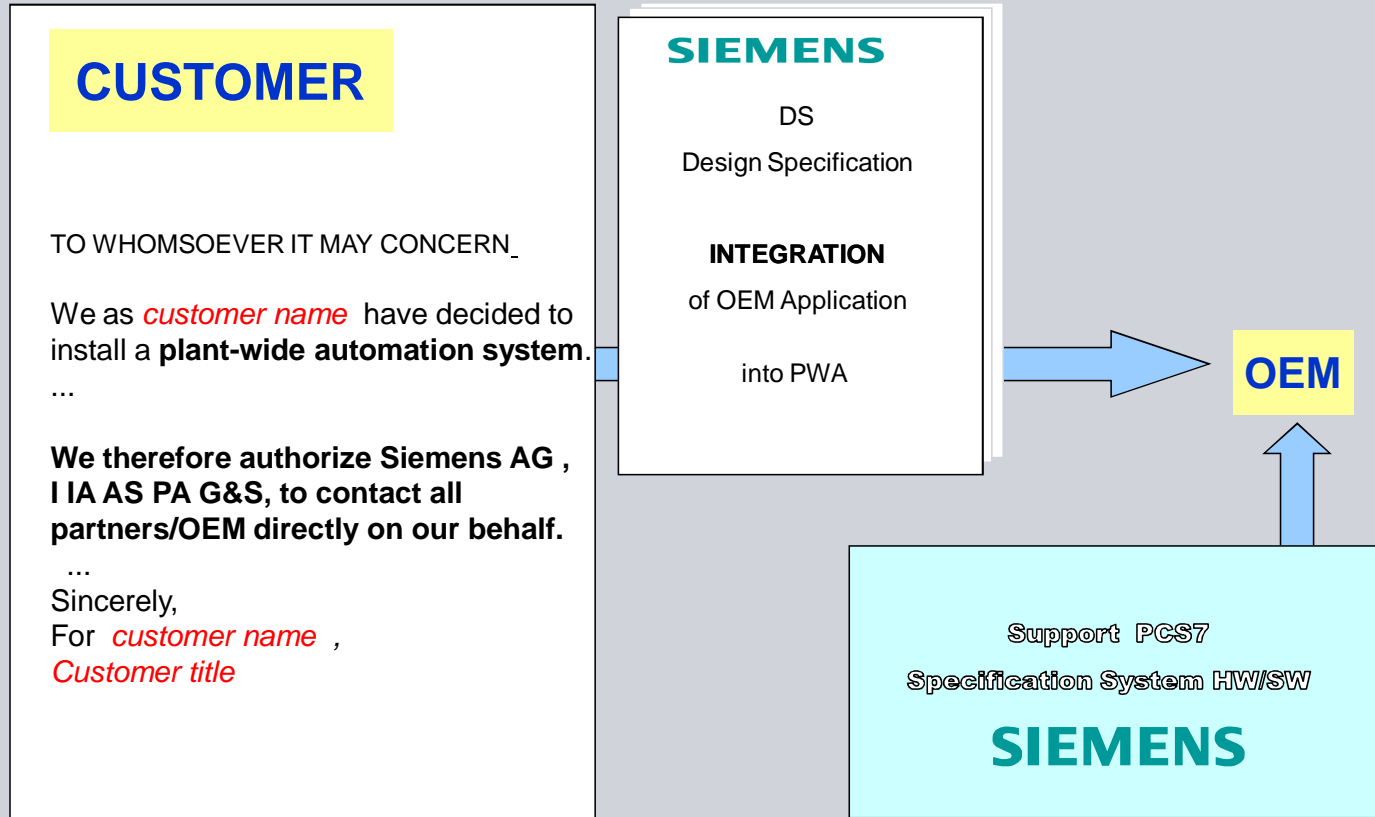 CUSTOMER
TO WHOMSOEVER IT MAY CONCERN_
We as customer name have decided to
install a plant-wide automation system.
...
We therefore authorize Siemens AG ,
I IA AS PA G&S, to contact all
partners/OEM directly on our behalf.
...
Sincerely,
For customer name ,
Customer title
SIEMENS
DS
Design Specification
INTEGRATION
of OEM Application
into PWA
OEM
Support PCS7
Specification System HW/SW
SIEMENS